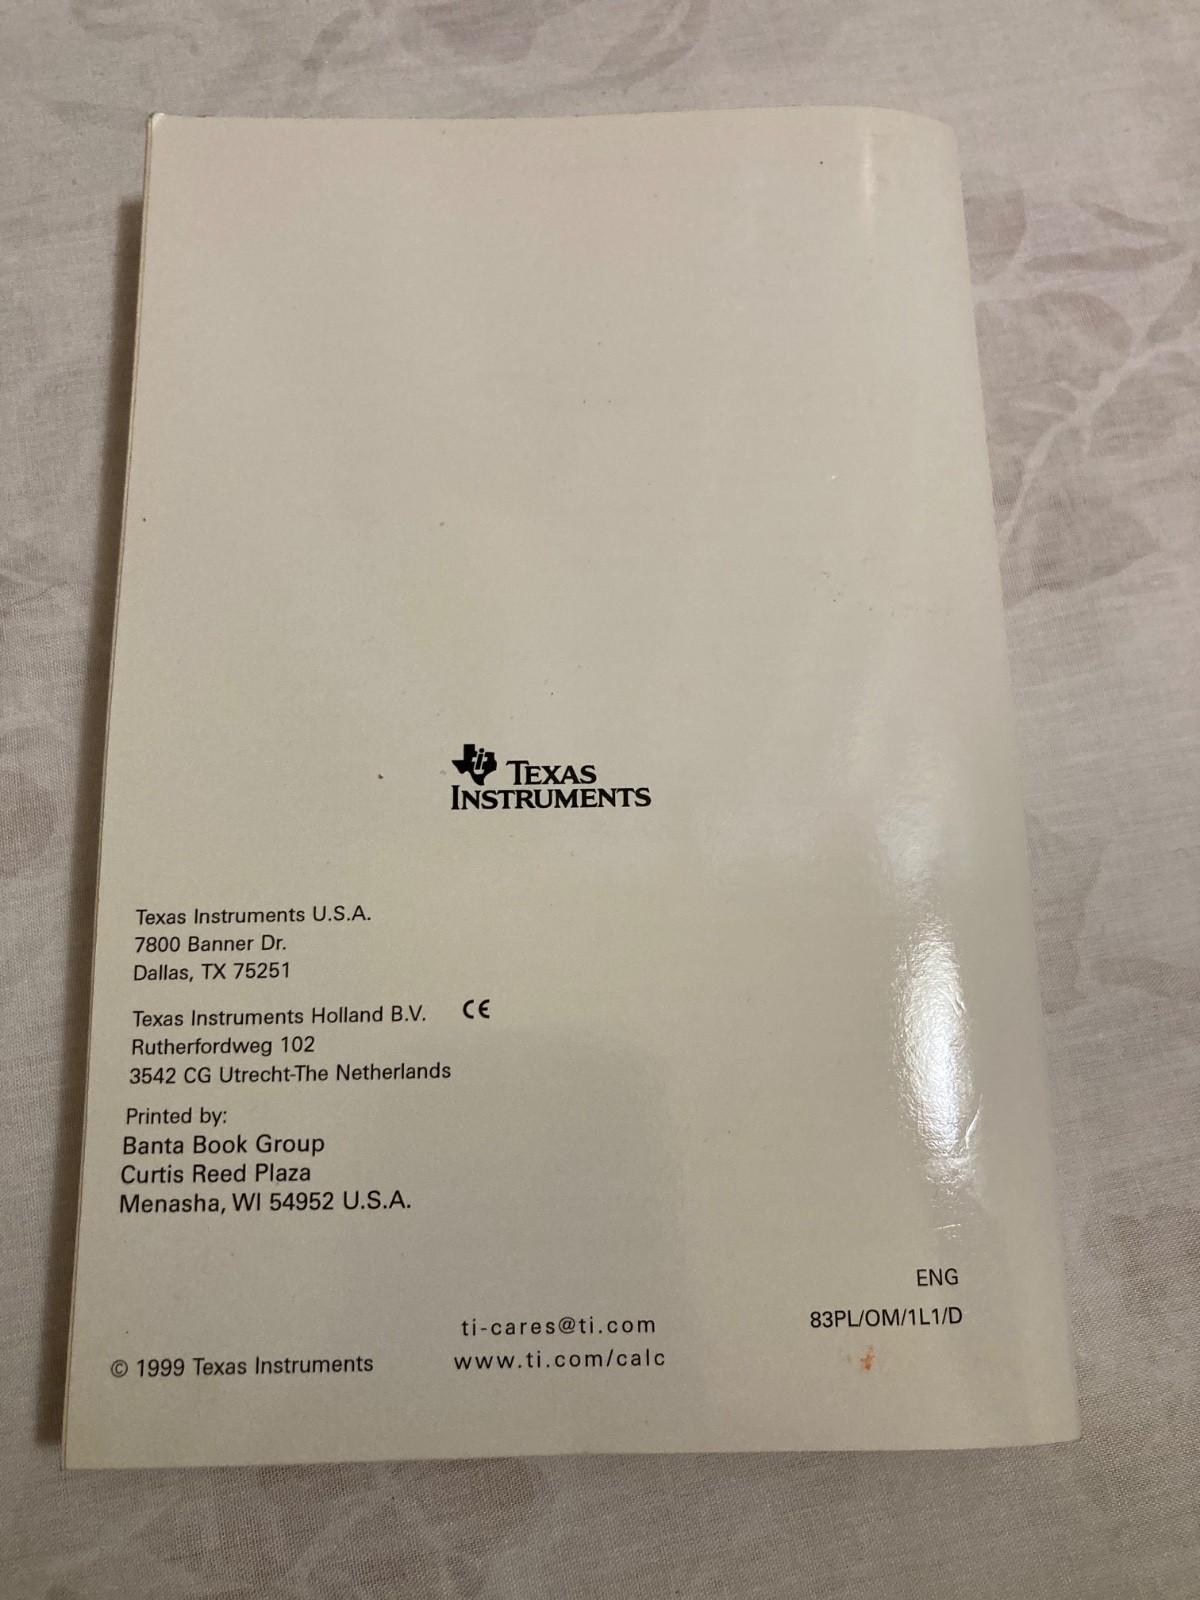 TEXAS
INSTRUMENTS
Texas Instruments U.S.A.
7800 Banner Dr.
Dallas, TX 75251
Texas Instruments Holland B.V. CE
Rutherfordweg 102
3542 CG Utrecht-The Netherlands
Printed by:
Banta Book Group
Curtis Reed Plaza
Menasha, WI 54952 U.S.A.
ENG
83PL/OM/1L1/D
ti-cares@ti.com
www.ti.com/calc
© 1999 Texas Instruments